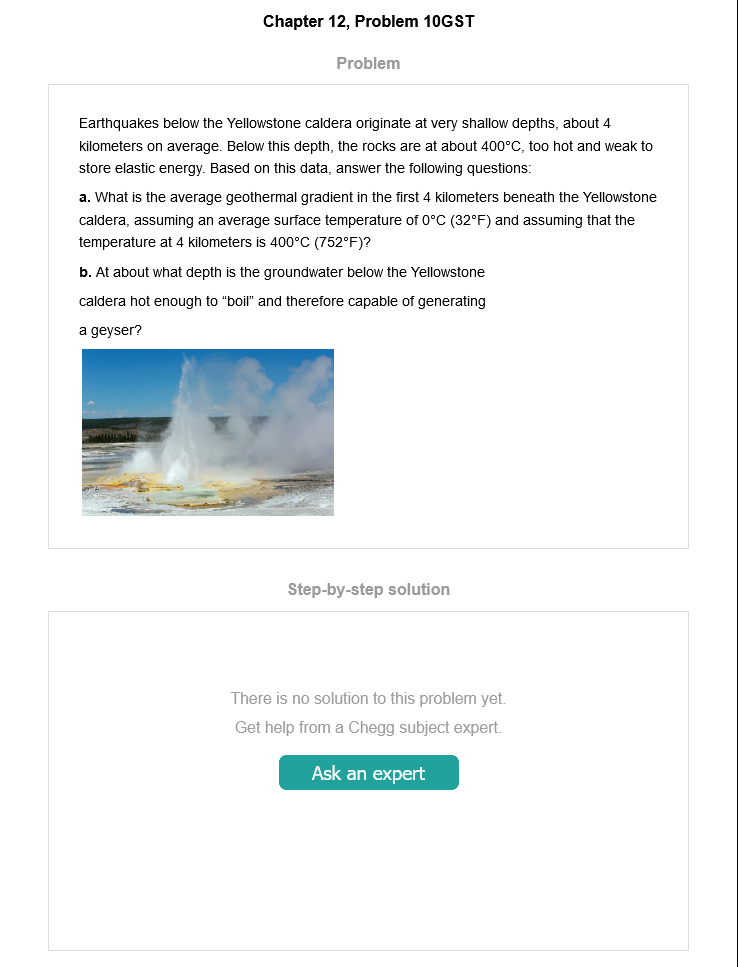 Chapter 12, Problem 10GST
Problem
Earthquakes below the Yellowstone caldera originate at very shallow depths, about 4
kilometers on average. Below this depth, the rocks are at about 400°C, too hot and weak to
store elastic energy. Based on this data, answer the following questions:
a. What is the average geothermal gradient in the first 4 kilometers beneath the Yellowstone
caldera, assuming an average surface temperature of 0°C (32°F) and assuming that the
temperature at 4 kilometers is 400°C (752°F)?
b. At about what depth is the groundwater below the Yellowstone
caldera hot enough to “boil” and therefore capable of generating
a geyser?
Step-by-step solution
There is no solution to this problem yet.
Get help from a Chegg subject expert.
Ask an expert